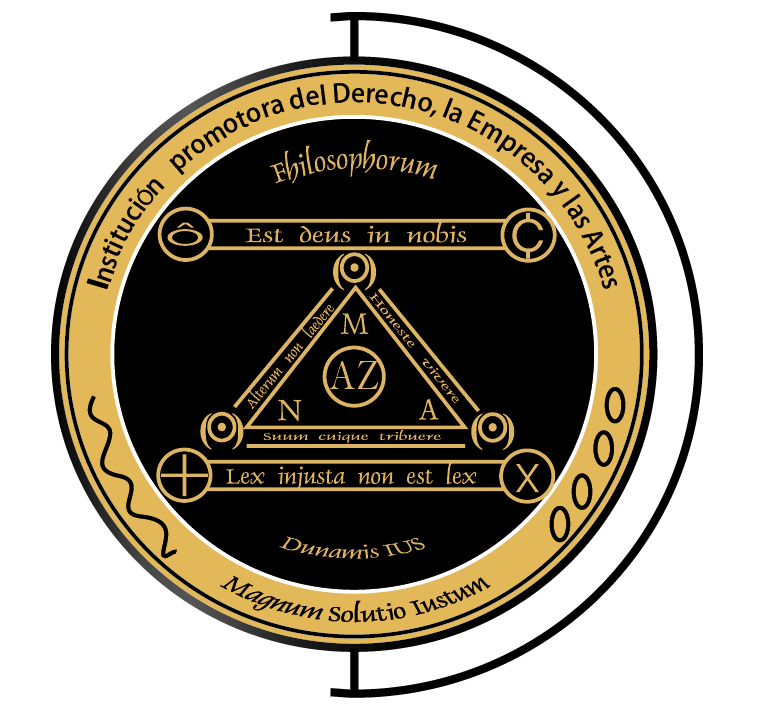 Institución promotora del Derecho, la Empresa y las Artes
Fhilosophorum
ô Est deus in nobis ₵
Alterum non laedere
Honeste vivere
M
AZ
N A
Suum cuique tribuere
Lex injusta non est lex X
Dunamis IUS
Magnum Solutio Iustum